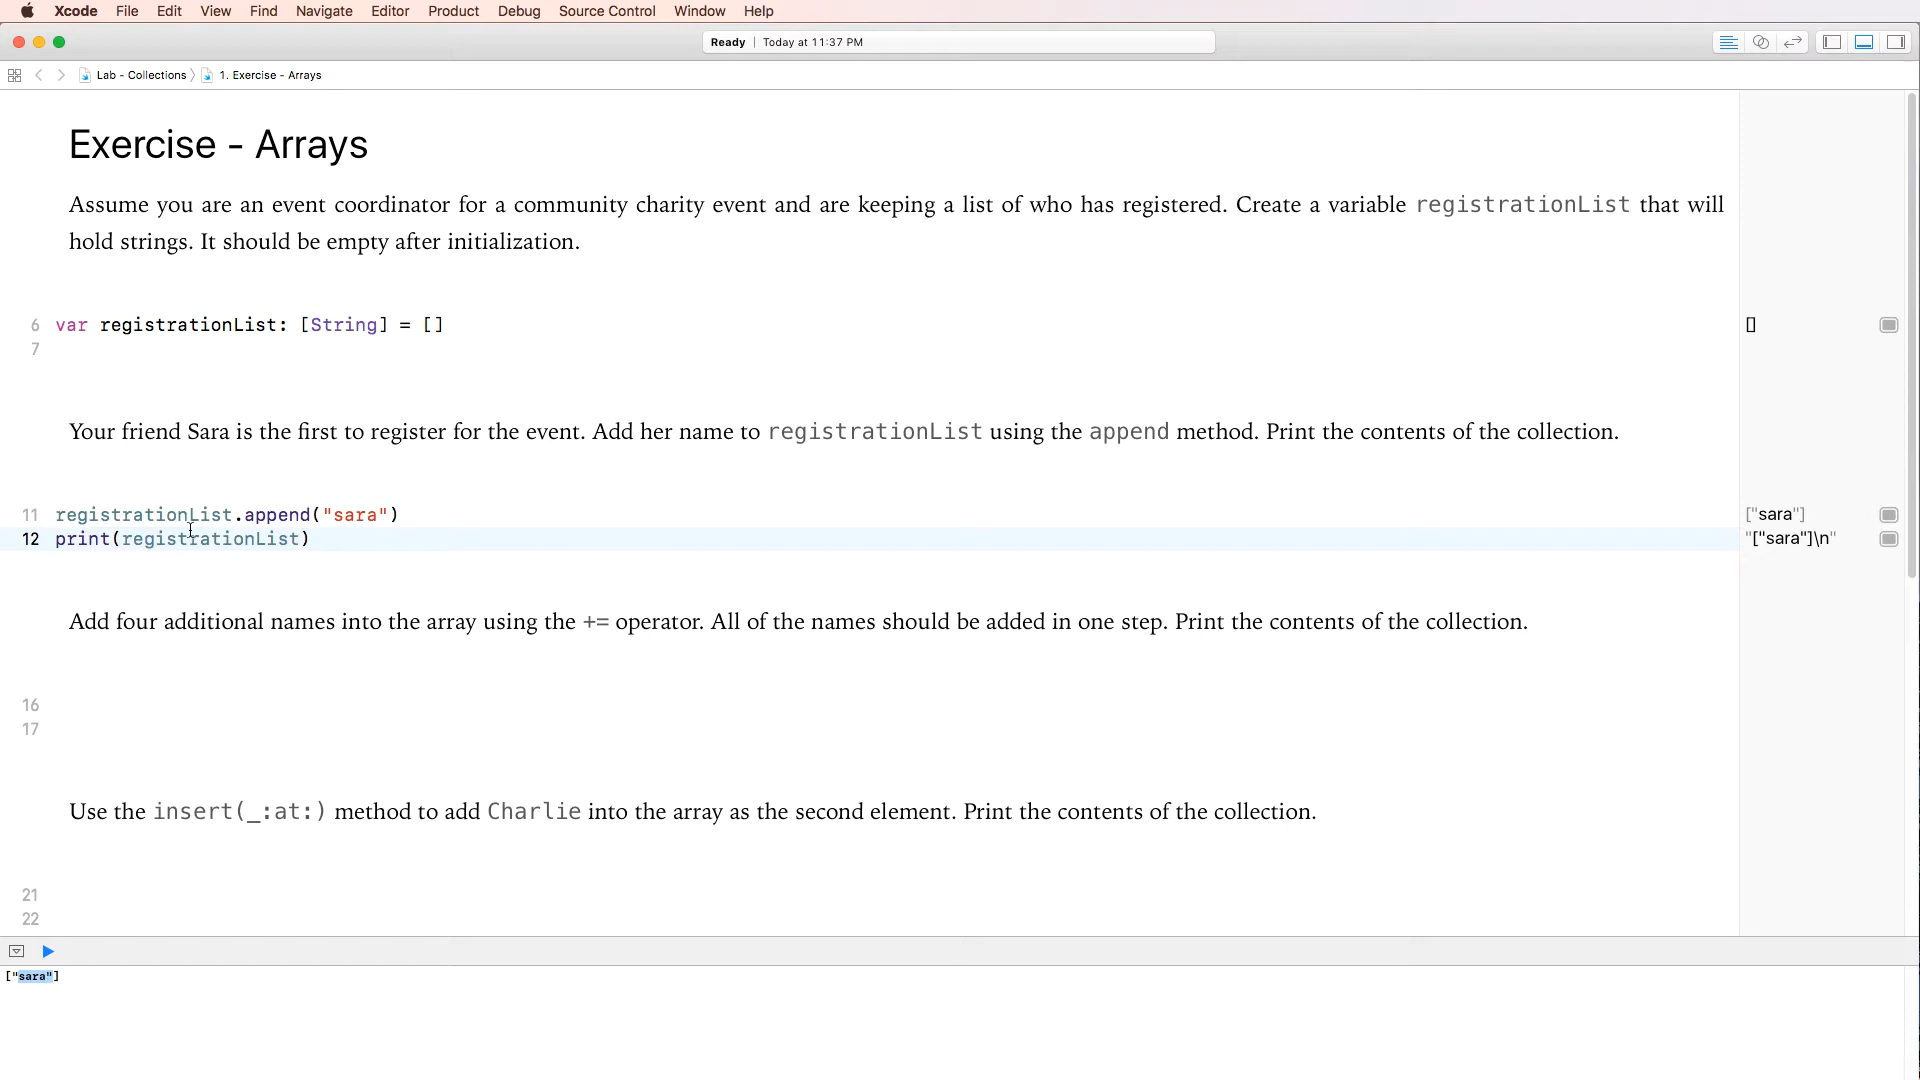 Xcode File Edit View Find Navigate Editor Product Debug Source Control Window Help
Ready | Today at 11:37 PM
Lab - Collections 1. Exercise - Arrays
Exercise - Arrays
Assume you are an event coordinator for a community charity event and are keeping a list of who has registered. Create a variable registrationList that will
hold strings. It should be empty after initialization.
6 var registrationList: [String] = [] []
7
Your friend Sara is the first to register for the event. Add her name to registrationList using the append method. Print the contents of the collection.
11 registrationList.append("sara") ["sara"]
12 print(registrationList) "["sara"]\n"
Add four additional names into the array using the += operator. All of the names should be added in one step. Print the contents of the collection.
16
17
Use the insert(_:at:) method to add Charlie into the array as the second element. Print the contents of the collection.
21
22
["sara"]